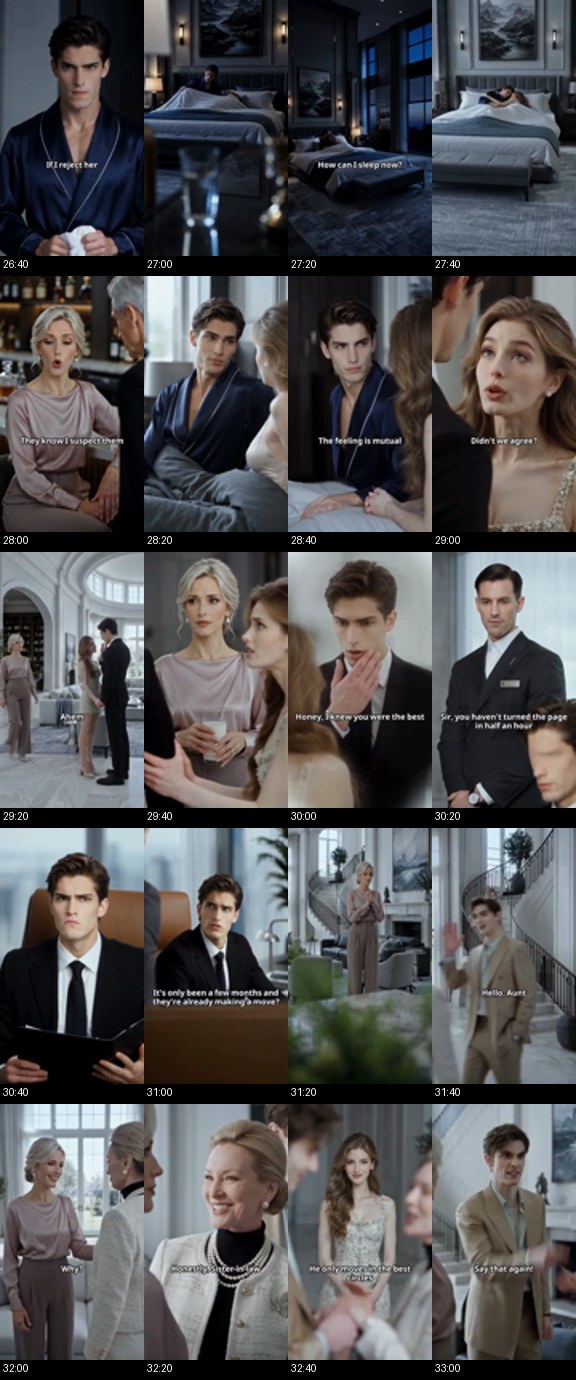 If I reject her
26:40
27:00
How can I sleep now?
27:20
27:40
They know I suspect them
28:00
28:20
The feeling is mutual
28:40
Didn't we agree?
29:00
Ahem
29:20
29:40
Honey, I knew you were the best
30:00
Sir, you haven't turned the page
in half an hour
30:20
30:40
It's only been a few months and
they're already making a move?
31:00
31:20
Hello, Aunt
31:40
Why?
32:00
Honestly, Sister-in-law
32:20
He only moves in the best
circles
32:40
Say that again!
33:00